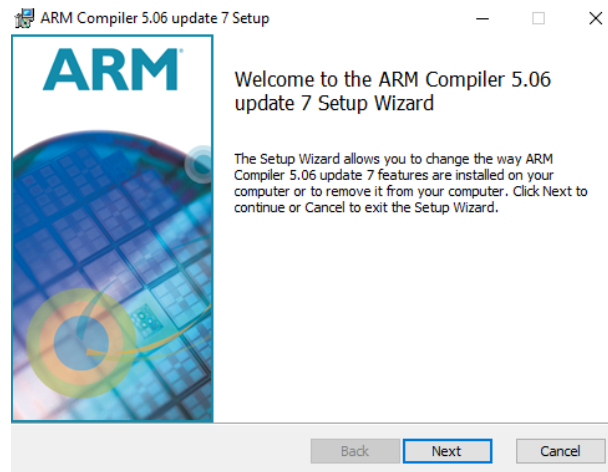 ARM Compiler 5.06 update 7 Setup
ARM
Welcome to the ARM Compiler 5.06
update 7 Setup Wizard
The Setup Wizard allows you to change the way ARM
Compiler 5.06 update 7 features are installed on your
computer or to remove it from your computer. Click Next to
continue or Cancel to exit the Setup Wizard.
Back Next Cancel